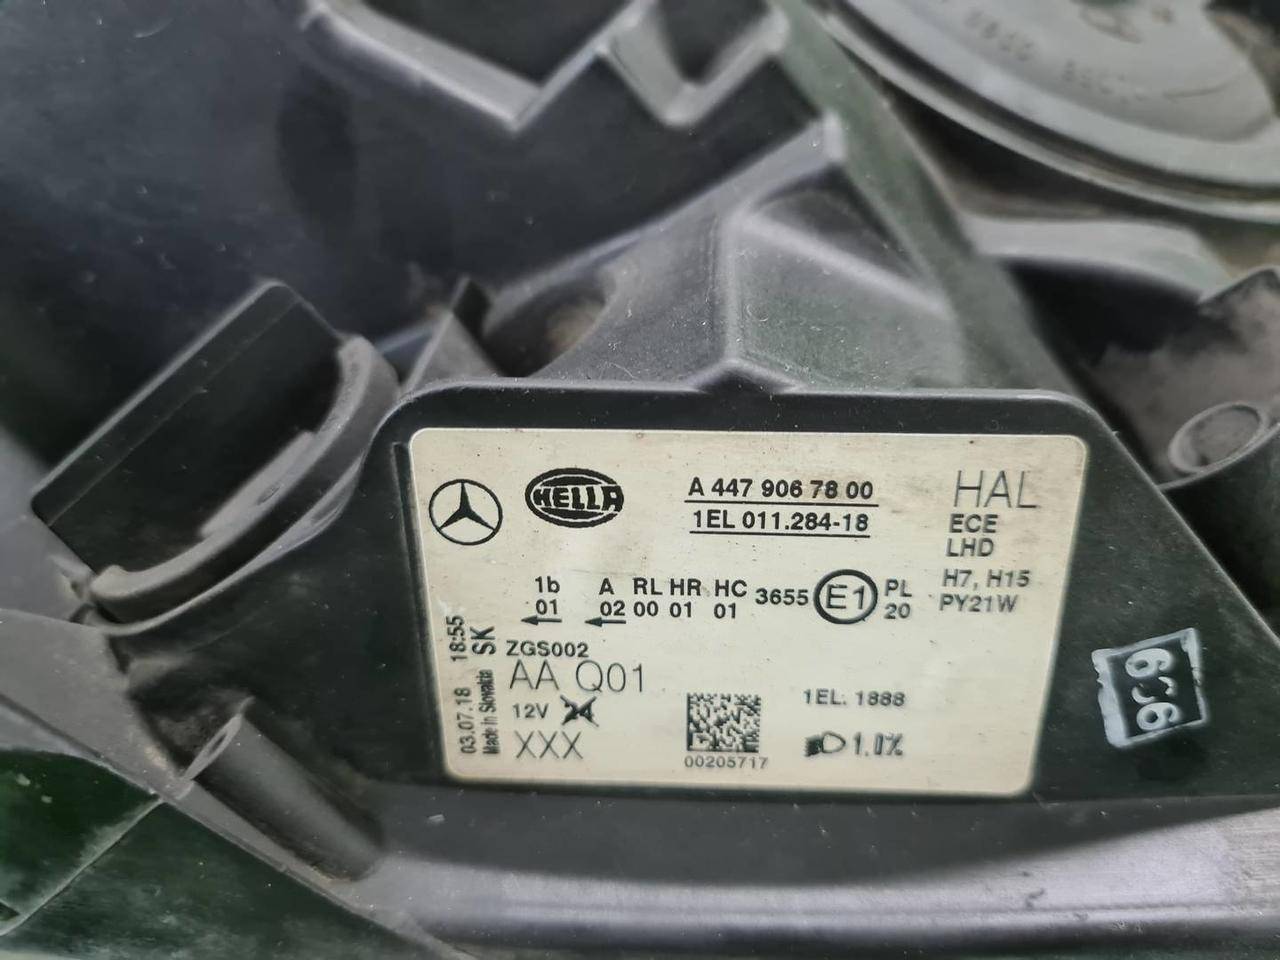 HELLA
A 447 906 78 00
1EL 011.284-18
HAL
ECE
LHD
H7, H15
PY21W
1b A RL HR HC 3655 E1 PL
01 02 00 01 01 20
ZGS002
AA Q01
12V
XXX
03.07.18 18:55
Made in Slovakia SK
00205717
1EL. 1888
1.0%